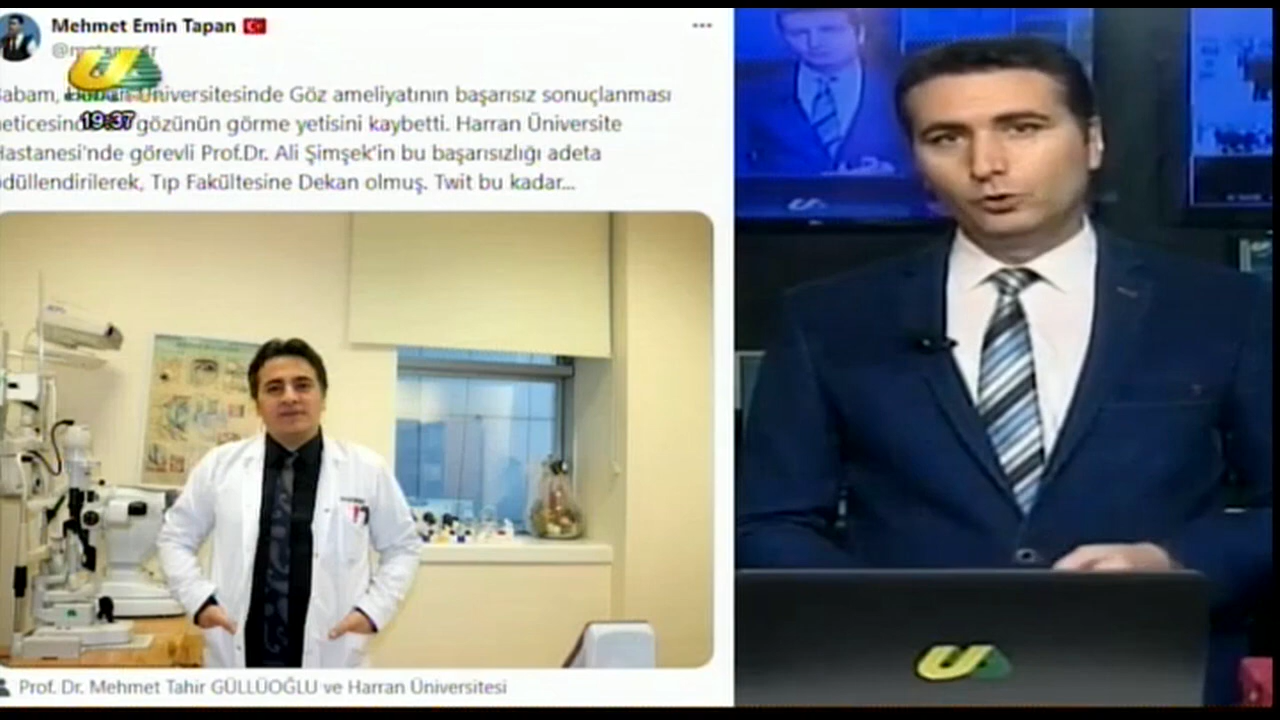 Mehmet Emin Tapan
19:37
Üniversitesinde Göz ameliyatının başarısız sonuçlanması
gözünün görme yetisini kaybetti. Harran Üniversite
Hastanesi'nde görevli Prof.Dr. Ali Şimşek'in bu başarısızlığı adeta
ödüllendirilerek, Tıp Fakültesine Dekan olmuş. Twit bu kadar...
Prof. Dr. Mehmet Tahir GÜLLÜOĞLU ve Harran Üniversitesi